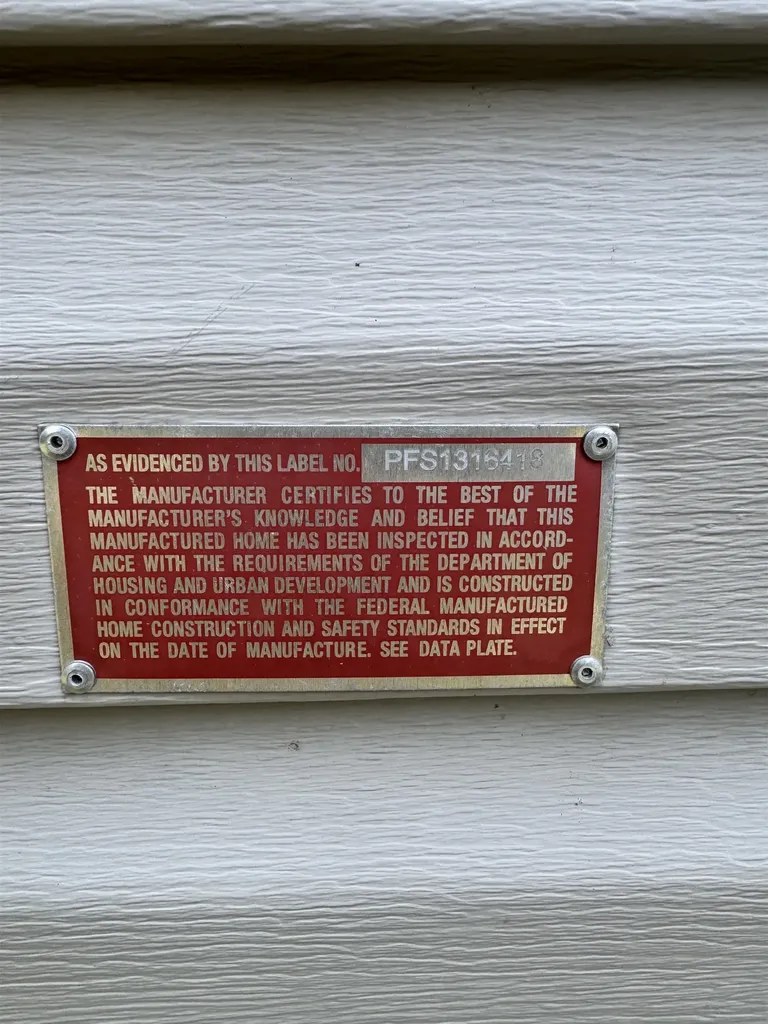 AS EVIDENCED BY THIS LABEL NO. PFS1316418
THE MANUFACTURER CERTIFIES TO THE BEST OF THE
MANUFACTURER'S KNOWLEDGE AND BELIEF THAT THIS
MANUFACTURED HOME HAS BEEN INSPECTED IN ACCORD-
ANCE WITH THE REQUIREMENTS OF THE DEPARTMENT OF
HOUSING AND URBAN DEVELOPMENT AND IS CONSTRUCTED
IN CONFORMANCE WITH THE FEDERAL MANUFACTURED
HOME CONSTRUCTION AND SAFETY STANDARDS IN EFFECT
ON THE DATE OF MANUFACTURE. SEE DATA PLATE.